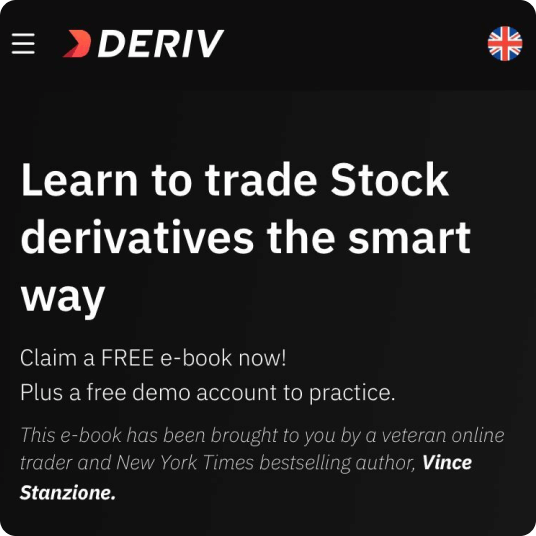 DERIV
Learn to trade Stock
derivatives the smart
way
Claim a FREE e-book now!
Plus a free demo account to practice.
This e-book has been brought to you by a veteran online
trader and New York Times bestselling author, Vince
Stanzione.